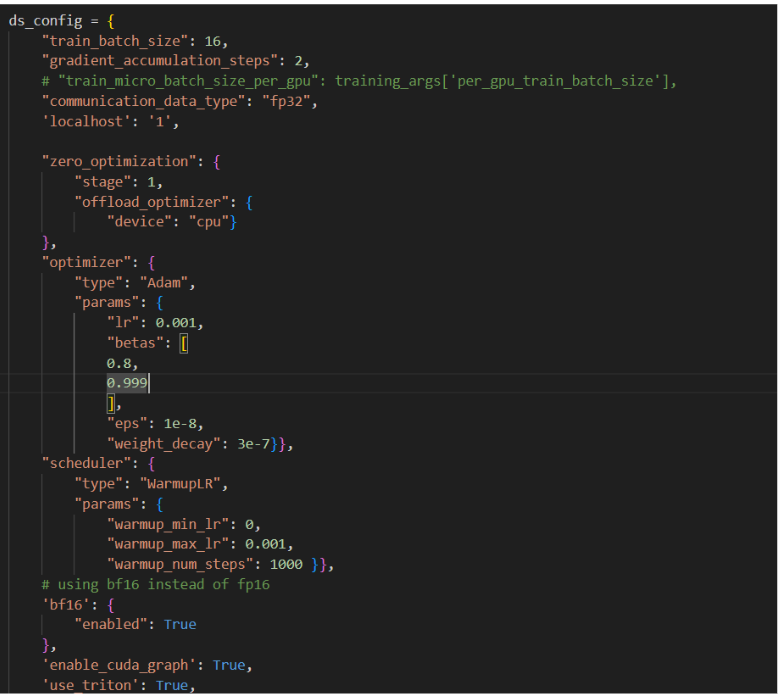 ds_config = {
"train_batch_size": 16,
"gradient_accumulation_steps": 2,
# "train_micro_batch_size_per_gpu": training_args['per_gpu_train_batch_size'],
"communication_data_type": "fp32",
'localhost': '1',
"zero_optimization": {
"stage": 1,
"offload_optimizer": {
"device": "cpu"}
},
"optimizer": {
"type": "Adam",
"params": {
"lr": 0.001,
"betas": [
0.8,
0.999
],
"eps": 1e-8,
"weight_decay": 3e-7}},
"scheduler": {
"type": "WarmupLR",
"params": {
"warmup_min_lr": 0,
"warmup_max_lr": 0.001,
"warmup_num_steps": 1000 }},
# using bf16 instead of fp16
'bf16': {
"enabled": True
},
'enable_cuda_graph': True,
'use_triton': True,